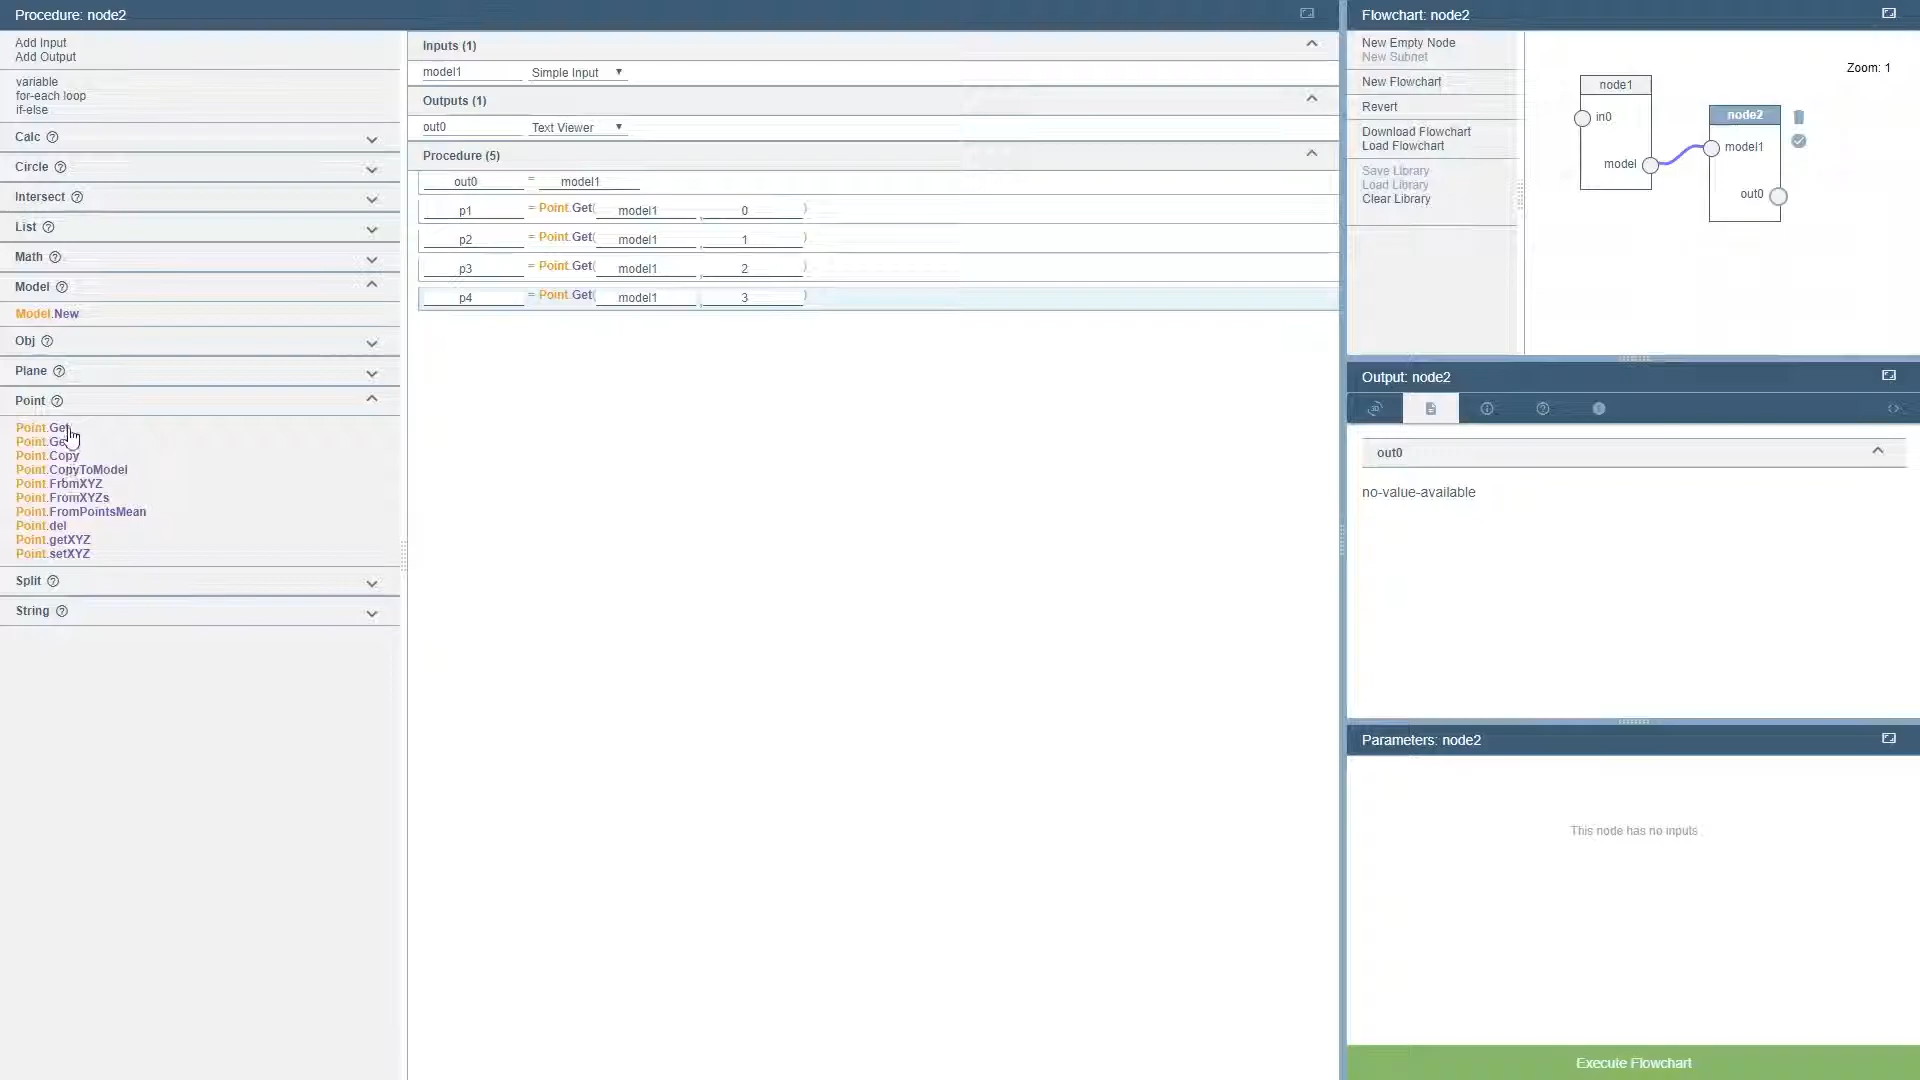 Procedure: node2
Add Input
Add Output
variable
for-each loop
if-else
Calc
Circle
Intersect
List
Math
Model
Model.New
Obj
Plane
Point
Point.Get
Point.
Point.Copy
Point.CopyToModel
Point.FromXYZ
Point.FromXYZs
Point.FromPointsMean
Point.del
Point.getXYZ
Point.setXYZ
Split
String
Inputs (1)
model1 Simple Input
Outputs (1)
out0 Text Viewer
Procedure (5)
out0 = model1
p1 = Point.Get( model1 , 0 )
p2 = Point.Get( model1 , 1 )
p3 = Point.Get( model1 , 2 )
p4 = Point.Get( model1 , 3 )
Flowchart: node2
New Empty Node
New Subnet
New Flowchart
Revert
Download Flowchart
Load Flowchart
Save Library
Load Library
Clear Library
Zoom: 1
node1
in0
model
node2
model1
out0
Output: node2
out0
no-value-available
Parameters: node2
This node has no inputs
Execute Flowchart